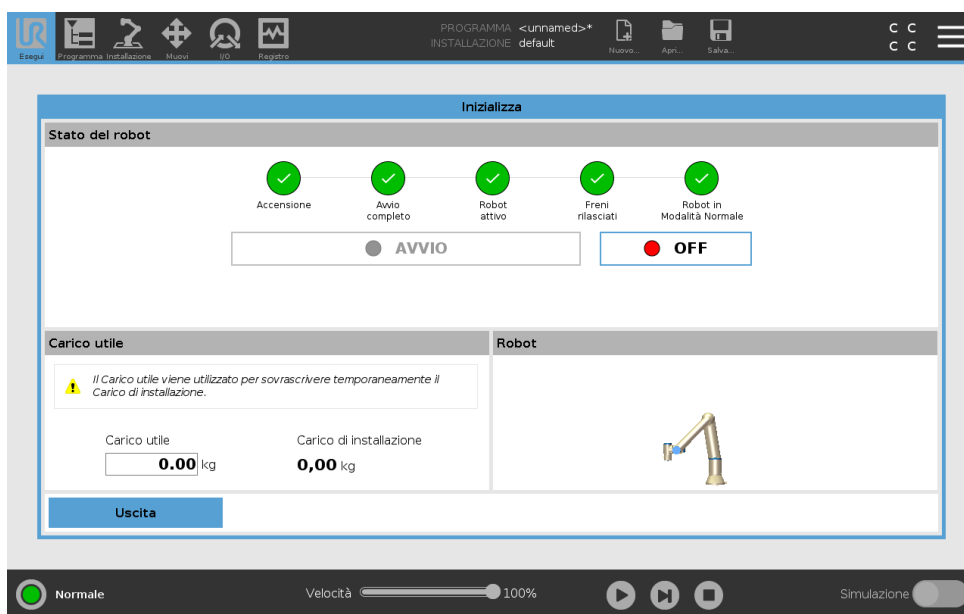 UR
PROGRAMMA <unnamed>*
INSTALLAZIONE default
Esegui Programma Installazione Muovi I/O Registro
Nuovo... Apri... Salva...
C C
C C
Inizializza
Stato del robot
Accensione
Avvio
completo
Robot
attivo
Freni
rilasciati
Robot in
Modalità Normale
AVVIO
OFF
Carico utile
Robot
Il Carico utile viene utilizzato per sovrascrivere temporaneamente il
Carico di installazione.
Carico utile
Carico di installazione
0.00 kg
0,00 kg
Uscita
Normale
Velocità
100%
Simulazione